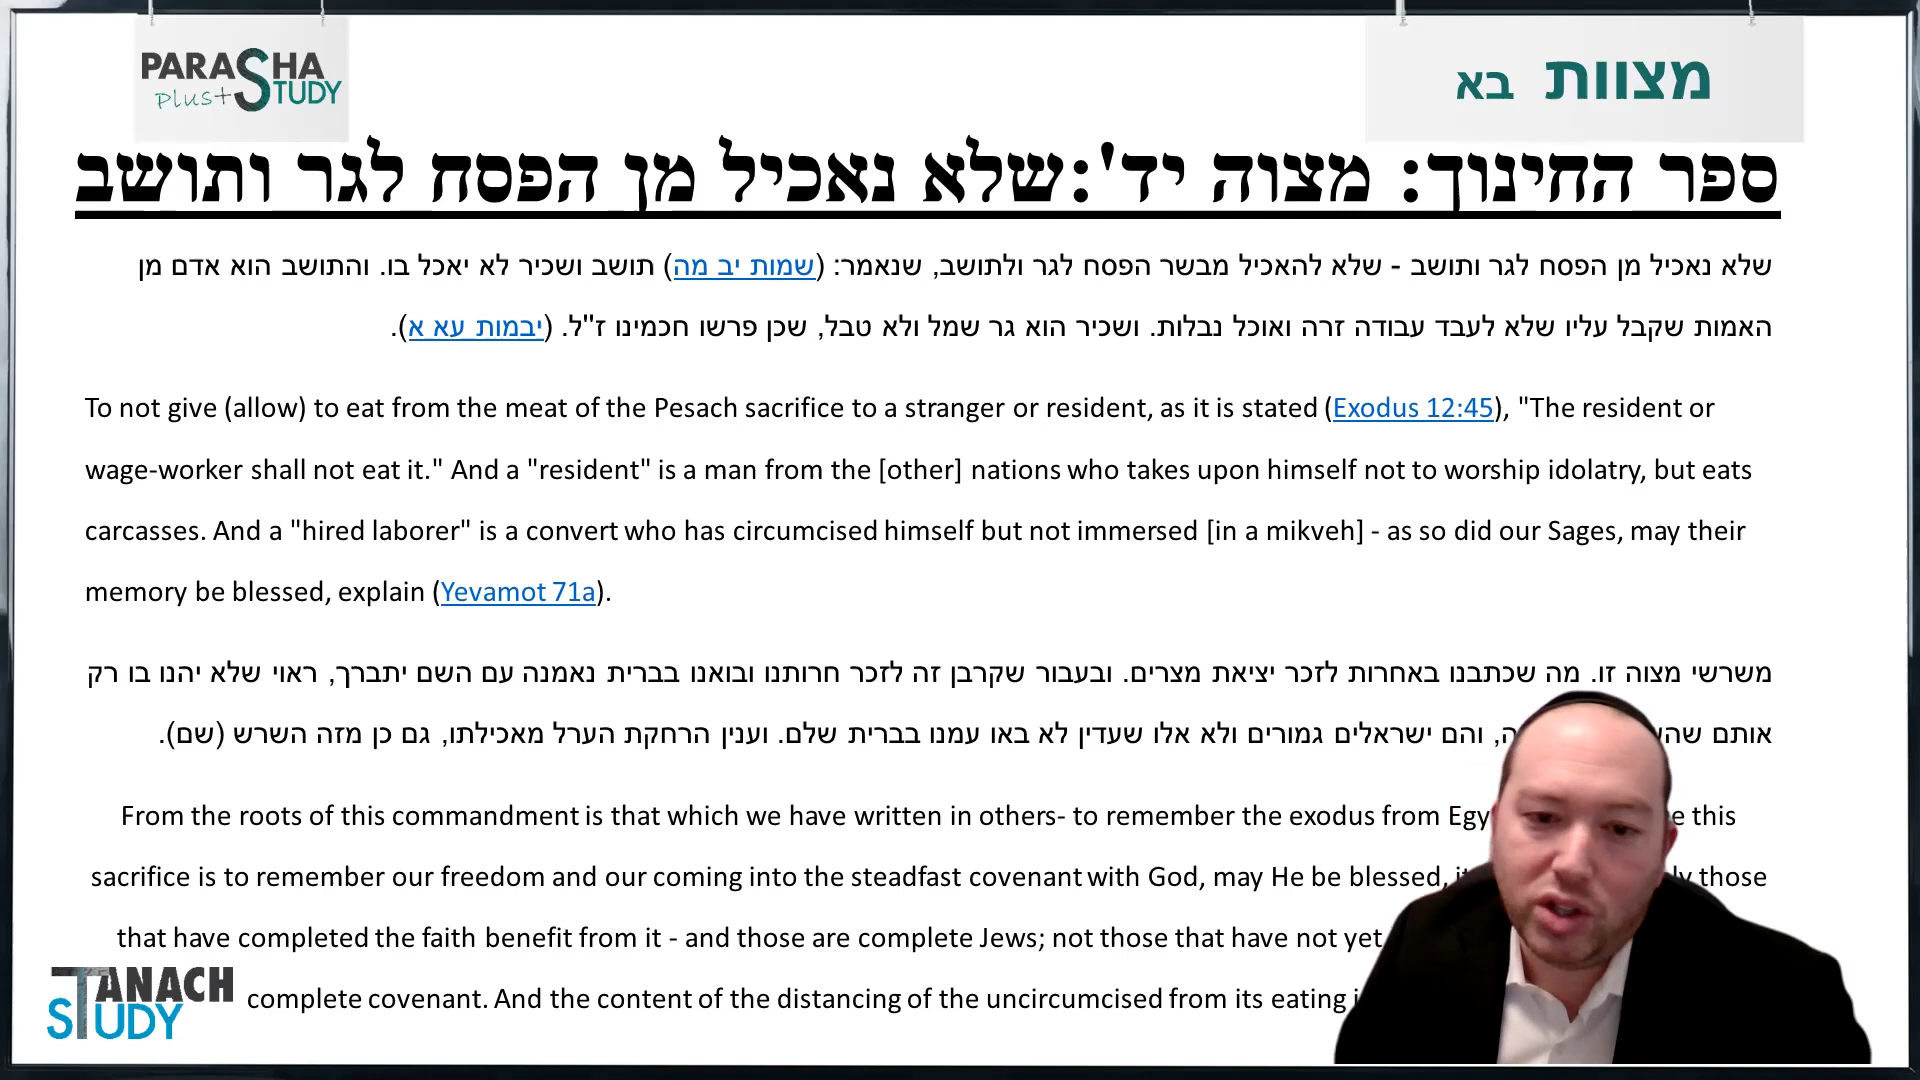 PARASHA
plus+ STUDY
מצוות בא
ספר החינוך: מצוה יד':שלא נאכיל מן הפסח לגר ותושב
שלא נאכיל מן הפסח לגר ותושב - שלא להאכיל מבשר הפסח לגר ולתושב, שנאמר: (שמות יב מה) תושב ושכיר לא יאכל בו. והתושב הוא אדם מן
האמות שקבל עליו שלא לעבד עבודה זרה ואוכל נבלות. ושכיר הוא גר שמל ולא טבל, שכן פרשו חכמינו ז"ל. (יבמות עא א).
To not give (allow) to eat from the meat of the Pesach sacrifice to a stranger or resident, as it is stated (Exodus 12:45), "The resident or
wage-worker shall not eat it." And a "resident" is a man from the [other] nations who takes upon himself not to worship idolatry, but eats
carcasses. And a "hired laborer" is a convert who has circumcised himself but not immersed [in a mikveh] - as so did our Sages, may their
memory be blessed, explain (Yevamot 71a).
משרשי מצוה זו. מה שכתבנו באחרות לזכר יציאת מצרים. ובעבור שקרבן זה לזכר חרותנו ובואנו בברית נאמנה עם השם יתברך, ראוי שלא יהנו בו רק
אותם והם ישראלים גמורים ולא אלו שעדין לא באו עמנו בברית שלם. וענין הרחקת הערל מאכילתו, גם כן מזה השרש (שם).
From the roots of this commandment is that which we have written in others- to remember the exodus from this
sacrifice is to remember our freedom and our coming into the steadfast covenant with God, may He be blessed, those
that have completed the faith benefit from it - and those are complete Jews; not those that have not yet
complete covenant. And the content of the distancing of the uncircumcised from its eating
TANACH
STUDY